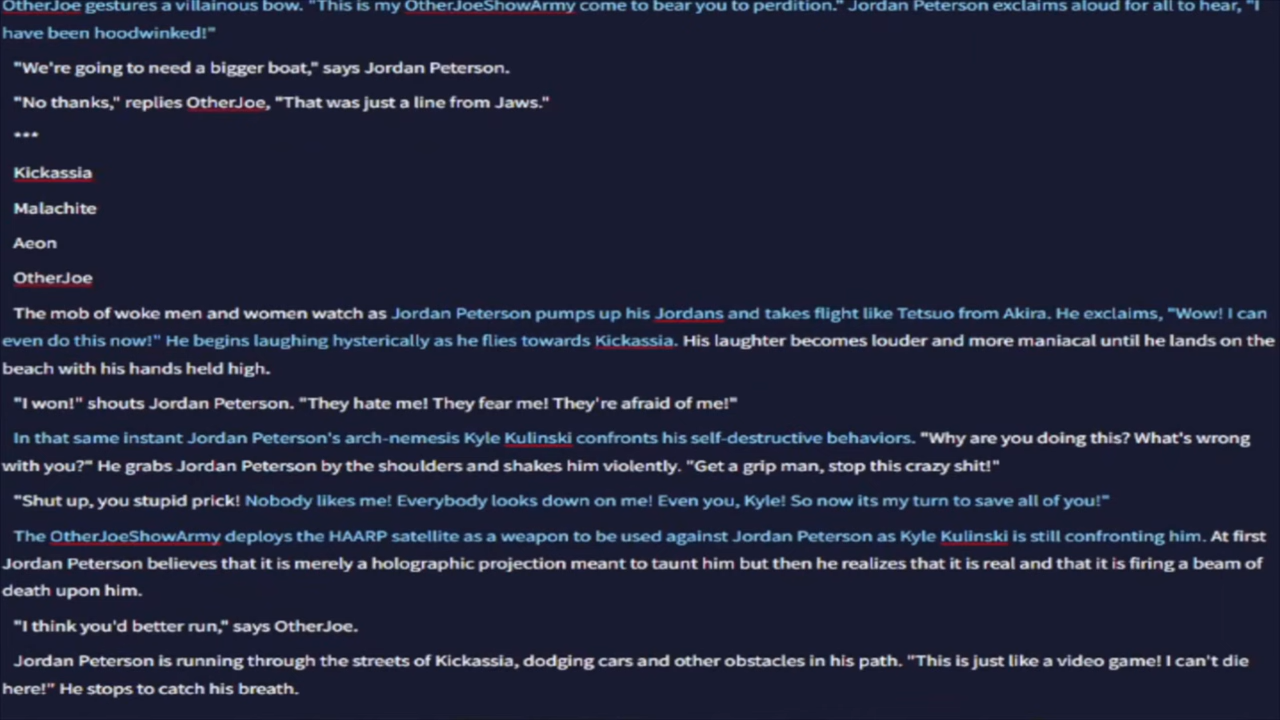 OtherJoe gestures a villainous bow. "This is my OtherJoeShowArmy come to bear you to perdition." Jordan Peterson exclaims aloud for all to hear, "I
have been hoodwinked!"
"We're going to need a bigger boat," says Jordan Peterson.
"No thanks," replies OtherJoe, "That was just a line from Jaws."
***
Kickassia
Malachite
Aeon
OtherJoe
The mob of woke men and women watch as Jordan Peterson pumps up his Jordans and takes flight like Tetsuo from Akira. He exclaims, "Wow! I can
even do this now!" He begins laughing hysterically as he flies towards Kickassia. His laughter becomes louder and more maniacal until he lands on the
beach with his hands held high.
"I won!" shouts Jordan Peterson. "They hate me! They fear me! They're afraid of me!"
In that same instant Jordan Peterson's arch-nemesis Kyle Kulinski confronts his self-destructive behaviors. "Why are you doing this? What's wrong
with you?" He grabs Jordan Peterson by the shoulders and shakes him violently. "Get a grip man, stop this crazy shit!"
"Shut up, you stupid prick! Nobody likes me! Everybody looks down on me! Even you, Kyle! So now its my turn to save all of you!"
The OtherJoeShowArmy deploys the HAARP satellite as a weapon to be used against Jordan Peterson as Kyle Kulinski is still confronting him. At first
Jordan Peterson believes that it is merely a holographic projection meant to taunt him but then he realizes that it is real and that it is firing a beam of
death upon him.
"I think you'd better run," says OtherJoe.
Jordan Peterson is running through the streets of Kickassia, dodging cars and other obstacles in his path. "This is just like a video game! I can't die
here!" He stops to catch his breath.